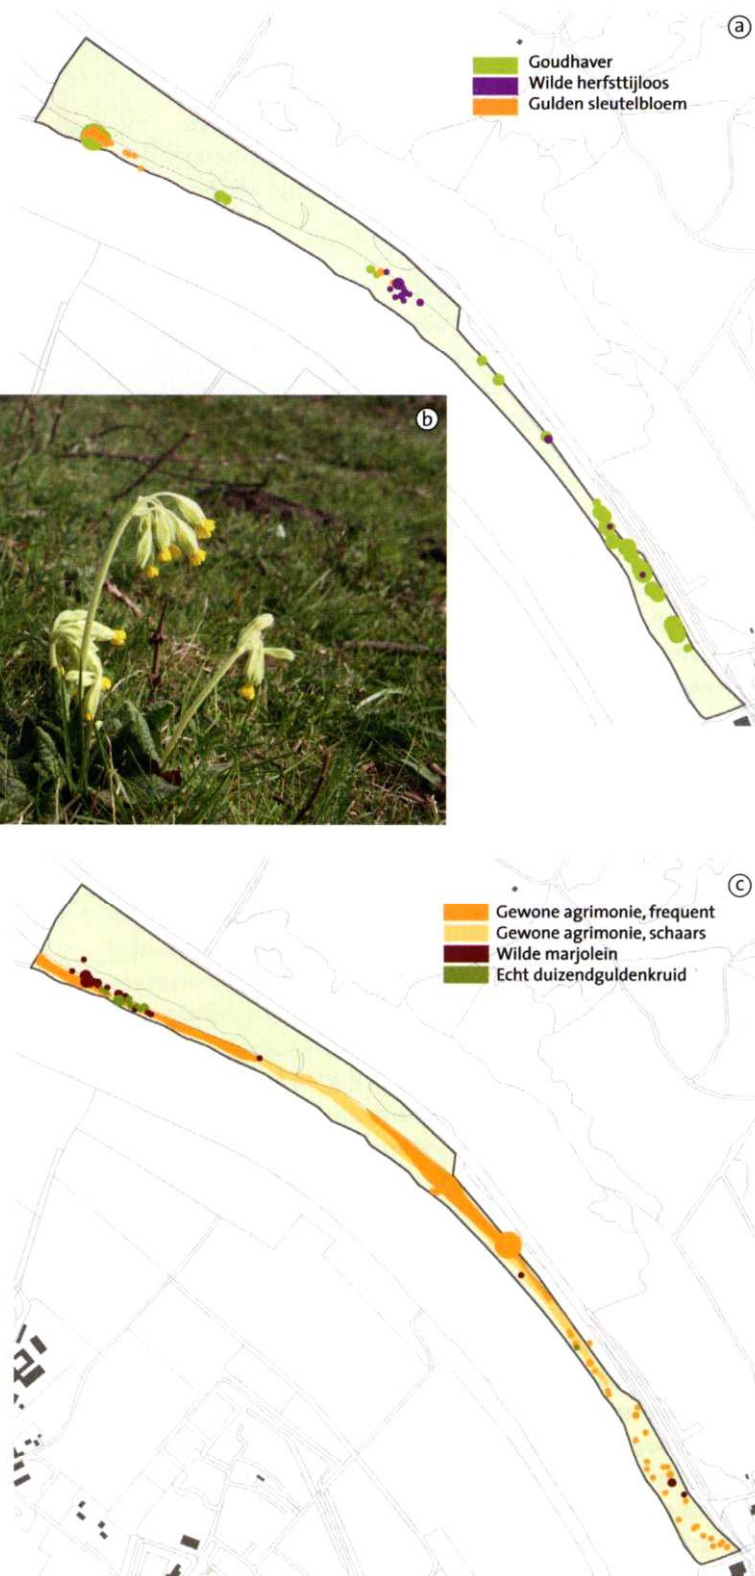 a
Goudhaver
Wilde herfsttijloos
Gulden sleutelbloem
b
c
Gewone agrimonie, frequent
Gewone agrimonie, schaars
Wilde marjolein
Echt duizendguldenkruid